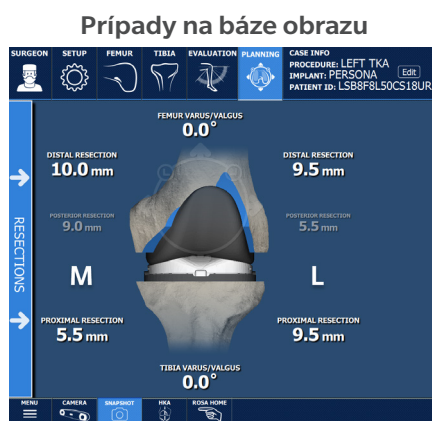 Prípady na báze obrazu
SURGEON SETUP FEMUR TIBIA EVALUATION PLANNING
CASE INFO
PROCEDURE: LEFT TKA
IMPLANT: PERSONA
Edit
PATIENT ID: LSB8F8L50CS18UR
FEMUR VARUS/VALGUS
0.0°
DISTAL RESECTION
10.0 mm
DISTAL RESECTION
9.5 mm
POSTERIOR RESECTION
9.0 mm
POSTERIOR RESECTION
5.5 mm
RESECTIONS
M
L
PROXIMAL RESECTION
5.5 mm
PROXIMAL RESECTION
9.5 mm
TIBIA VARUS/VALGUS
0.0°
MENU CAMERA SNAPSHOT HKA ROSA HOME